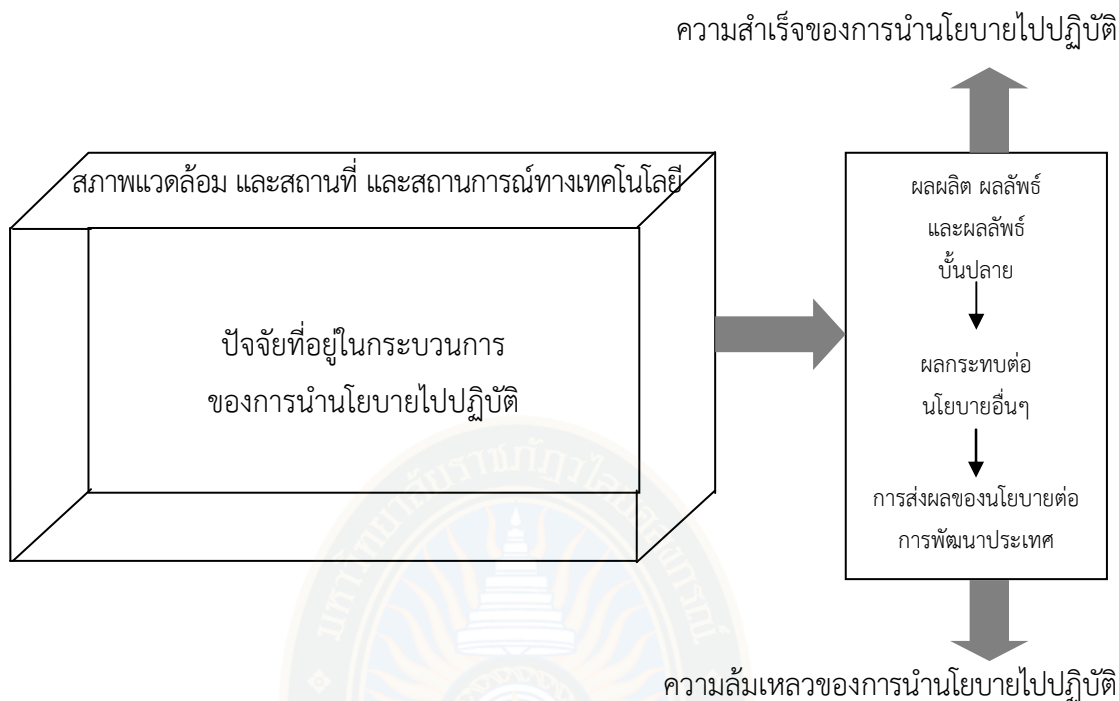 ความสำเร็จของการนำนโยบายไปปฏิบัติ
สภาพแวดล้อม และสถานที่ และสถานการณ์ทางเทคโนโลยี
ปัจจัยที่อยู่ในกระบวนการ
ของการนำนโยบายไปปฏิบัติ
ผลผลิต ผลลัพธ์
และผลลัพธ์
บั้นปลาย
ผลกระทบต่อ
นโยบายอื่นๆ
การส่งผลของนโยบายต่อ
การพัฒนาประเทศ
ความล้มเหลวของการนำนโยบายไปปฏิบัติ